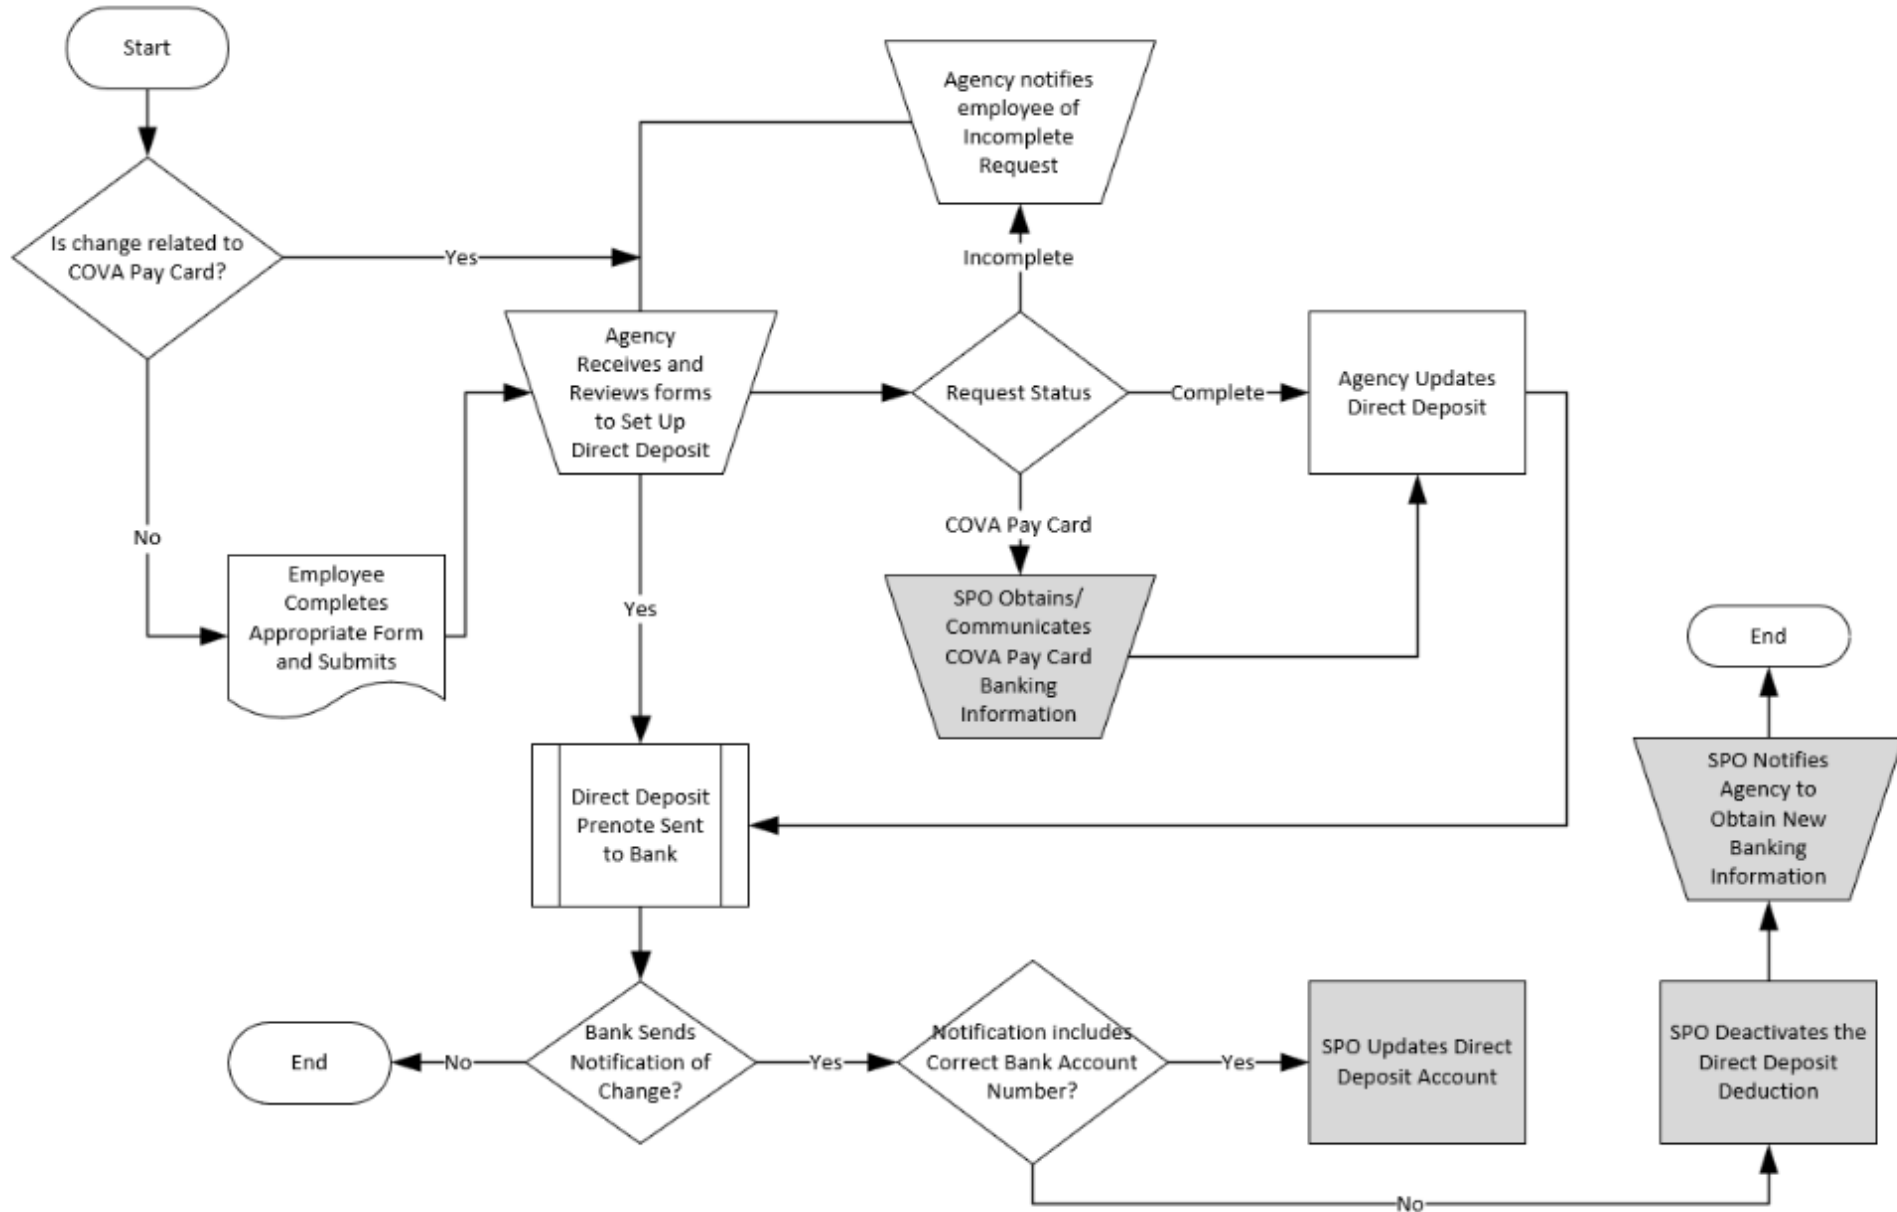 Start
Agency notifies
employee of
Incomplete
Request
Is change related to
COVA Pay Card?
Yes
Incomplete
Agency
Receives and
Reviews forms
to Set Up
Direct Deposit
Request Status
Complete
Agency Updates
Direct Deposit
No
COVA Pay Card
Employee
Completes
Appropriate Form
and Submits
Yes
SPO Obtains/
Communicates
COVA Pay Card
Banking
Information
End
Direct Deposit
Prenote Sent
to Bank
SPO Notifies
Agency to
Obtain New
Banking
Information
End
No
Bank Sends
Notification of
Change?
Yes
Notification includes
Correct Bank Account
Number?
Yes
SPO Updates Direct
Deposit Account
SPO Deactivates the
Direct Deposit
Deduction
No